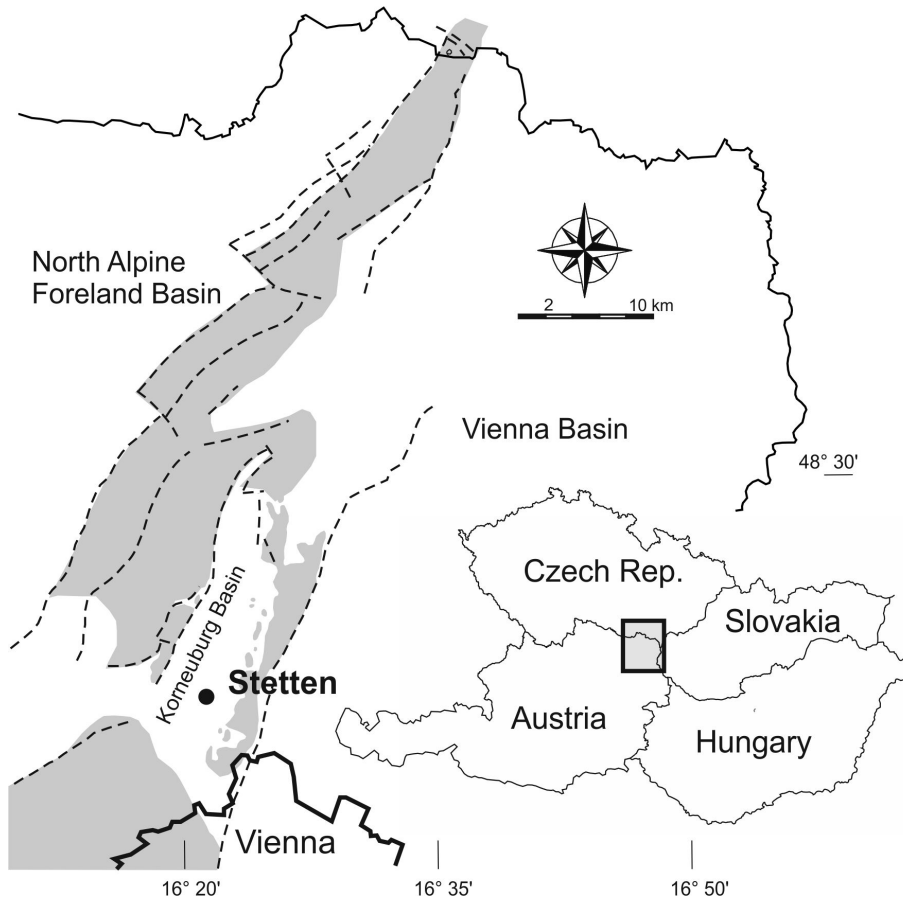 North Alpine
Foreland Basin
2 10 km
Vienna Basin
48° 30'
Czech Rep.
Slovakia
Korneuburg Basin
Stetten
Austria
Hungary
Vienna
16° 20' 16° 35' 16° 50'